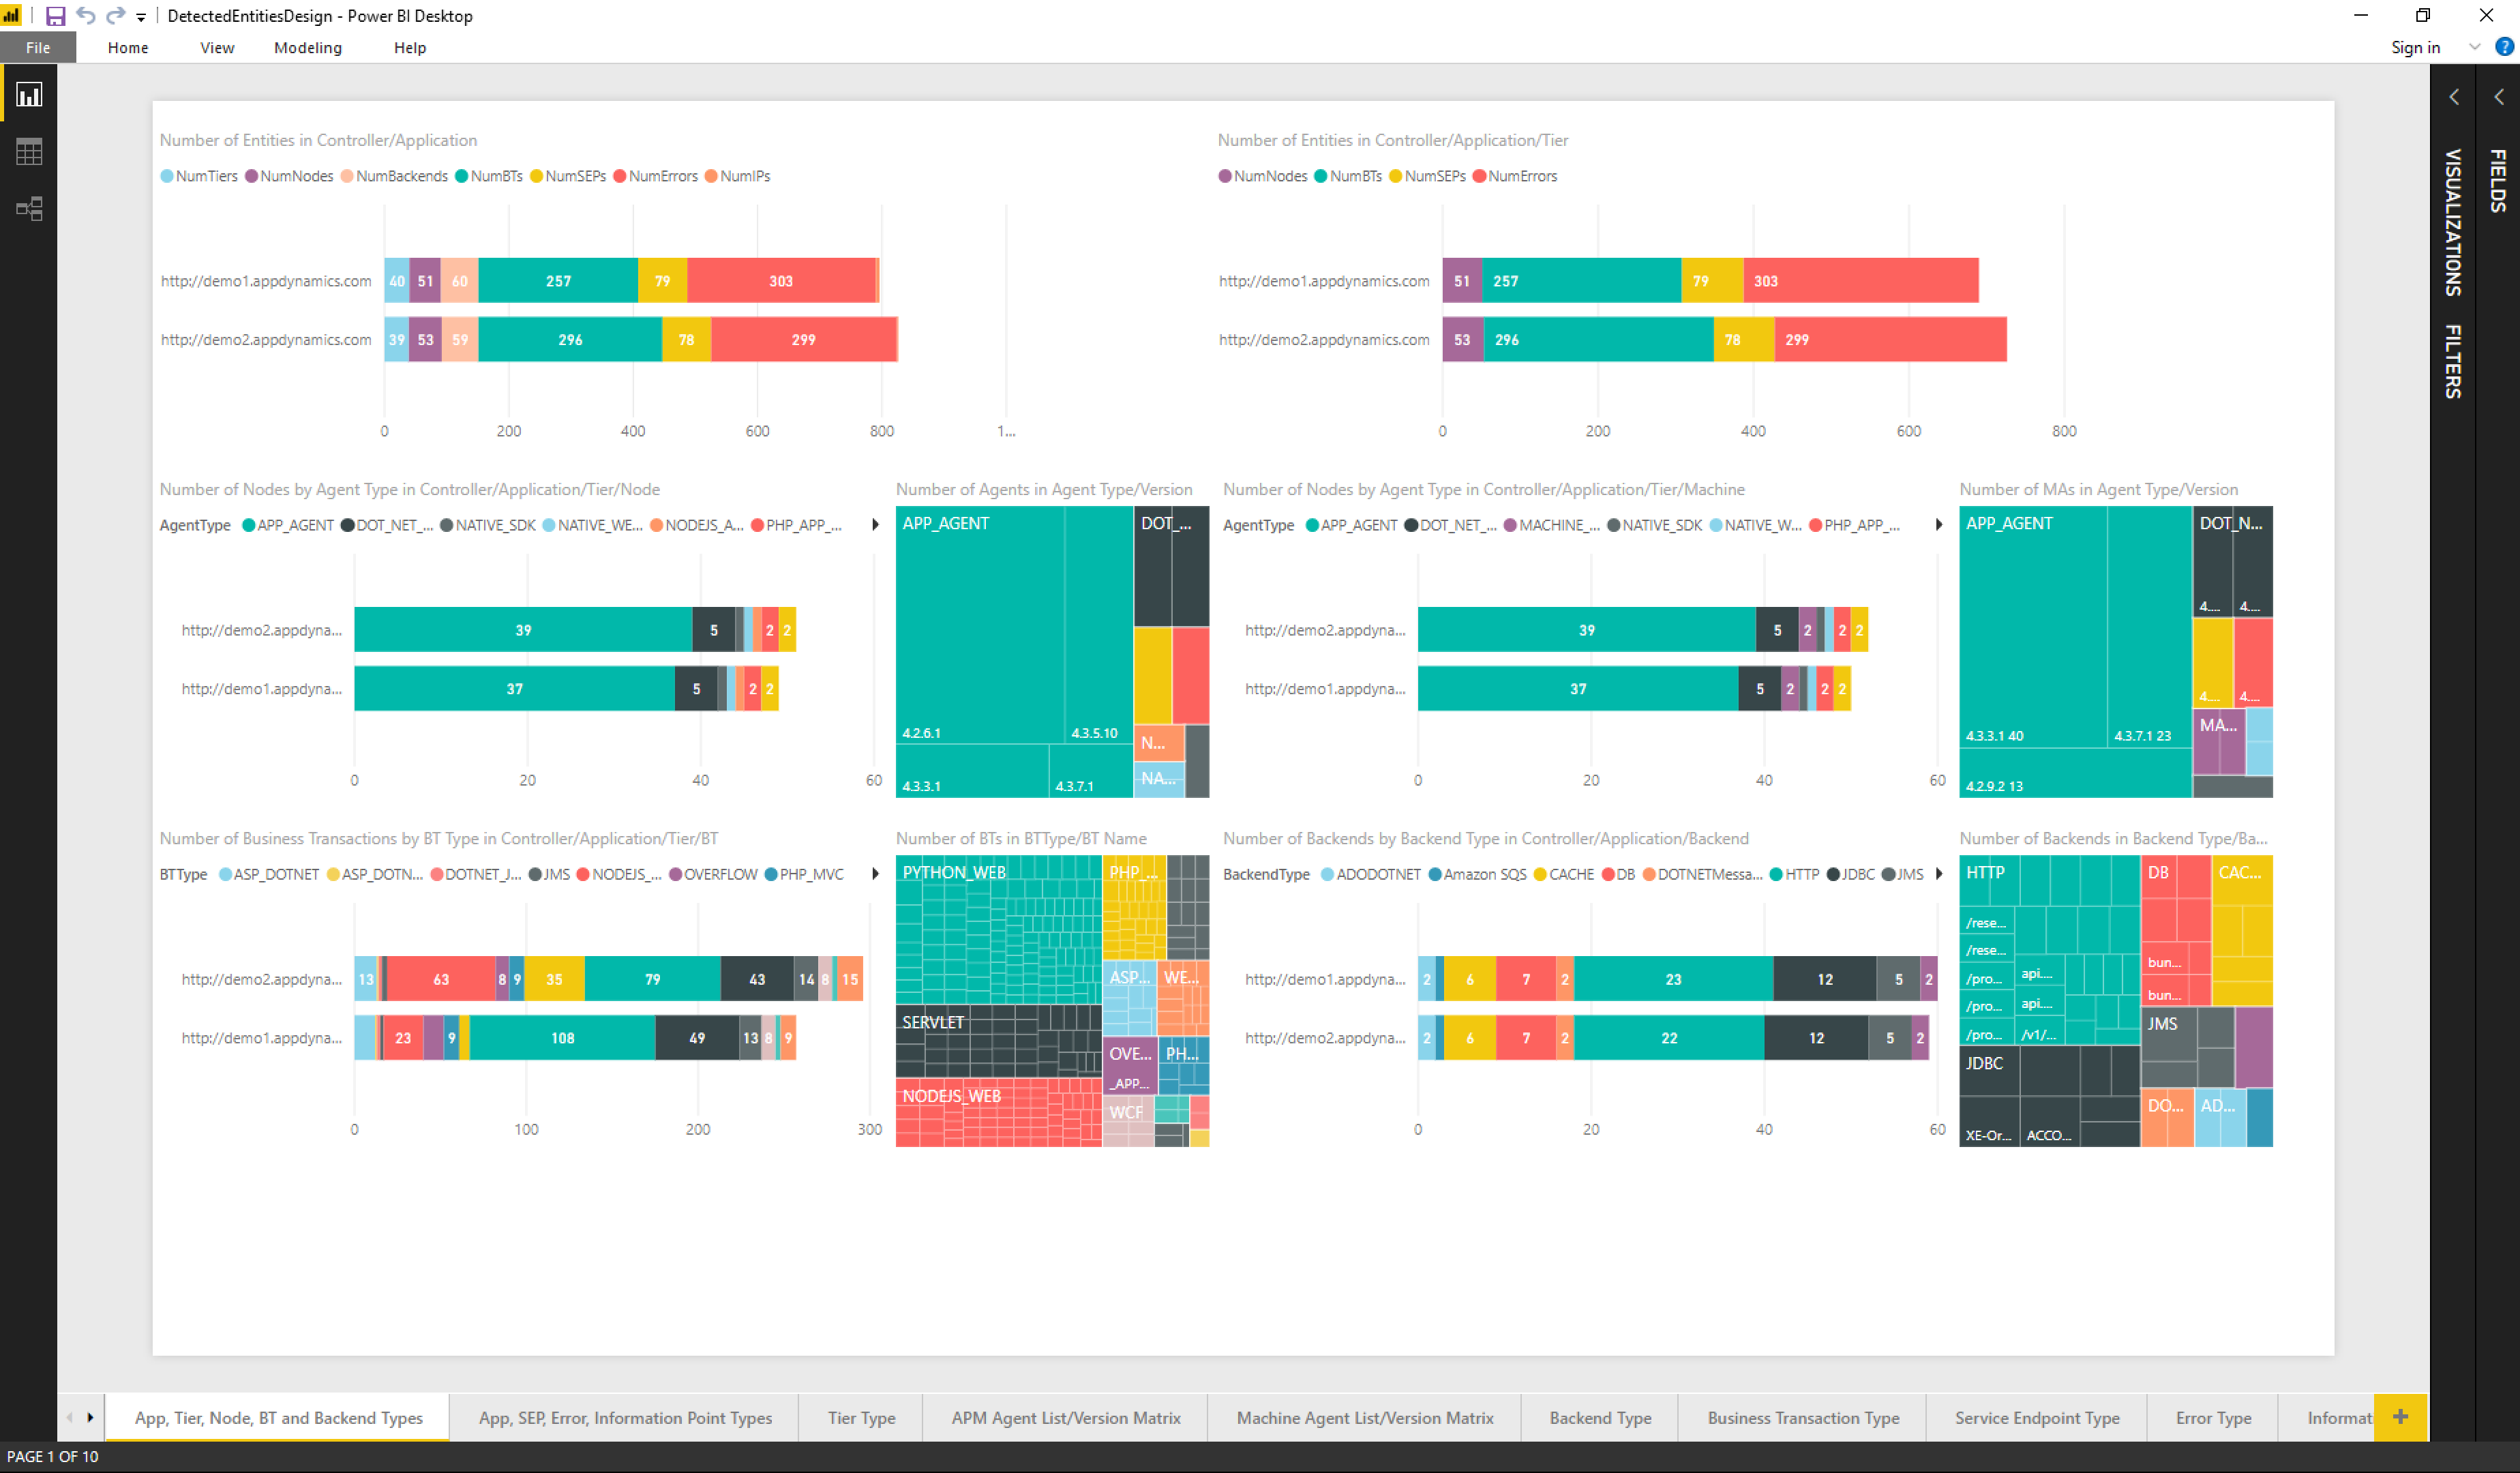 DetectedEntitiesDesign - Power BI Desktop
File Home View Modeling Help Sign in ?
Number of Entities in Controller/Application
NumTiers NumNodes NumBackends NumBTs NumSEPs NumErrors NumIPs
http://demo1.appdynamics.com 40 51 60 257 79 303
http://demo2.appdynamics.com 39 53 59 296 78 299
0 200 400 600 800 1...
Number of Entities in Controller/Application/Tier
NumNodes NumBTs NumSEPs NumErrors
http://demo1.appdynamics.com 51 257 79 303
http://demo2.appdynamics.com 53 296 78 299
0 200 400 600 800
Number of Nodes by Agent Type in Controller/Application/Tier/Node
AgentType APP_AGENT DOT_NET_... NATIVE_SDK NATIVE_WE... NODEJS_A... PHP_APP_...
http://demo2.appdyna... 39 5 2 2
http://demo1.appdyna... 37 5 2 2
0 20 40 60
Number of Agents in Agent Type/Version
APP_AGENT DOT_...
4.2.6.1 4.3.5.10
N...
NA...
4.3.3.1 4.3.7.1
Number of Nodes by Agent Type in Controller/Application/Tier/Machine
AgentType APP_AGENT DOT_NET_... MACHINE_... NATIVE_SDK NATIVE_W... PHP_APP_...
http://demo2.appdyna... 39 5 2 2 2
http://demo1.appdyna... 37 5 2 2 2
0 20 40 60
Number of MAs in Agent Type/Version
APP_AGENT DOT_N...
4.... 4....
4.... 4....
MA...
4.3.3.1 40 4.3.7.1 23
4.2.9.2 13
Number of Business Transactions by BT Type in Controller/Application/Tier/BT
BTType ASP_DOTNET ASP_DOTN... DOTNET_J... JMS NODEJS_... OVERFLOW PHP_MVC
http://demo2.appdyna... 13 63 8 9 35 79 43 14 8 15
http://demo1.appdyna... 23 9 108 49 13 8 9
0 100 200 300
Number of BTs in BTType/BT Name
PYTHON_WEB PHP_...
ASP... WE...
SERVLET
OVE... PH...
_APP...
NODEJS_WEB
WCF
Number of Backends by Backend Type in Controller/Application/Backend
BackendType ADODOTNET Amazon SQS CACHE DB DOTNETMessa... HTTP JDBC JMS
http://demo1.appdyna... 2 6 7 2 23 12 5 2
http://demo2.appdyna... 2 6 7 2 22 12 5 2
0 20 40 60
Number of Backends in Backend Type/Ba...
HTTP DB CAC...
/rese...
/rese...
/pro... api....
/pro... api....
/pro... /v1/...
bun...
bun...
JMS
JDBC
DO... AD...
XE-Or... ACCO...
VISUALIZATIONS
FILTERS
FIELDS
App, Tier, Node, BT and Backend Types App, SEP, Error, Information Point Types Tier Type APM Agent List/Version Matrix Machine Agent List/Version Matrix Backend Type Business Transaction Type Service Endpoint Type Error Type Informat +
PAGE 1 OF 10